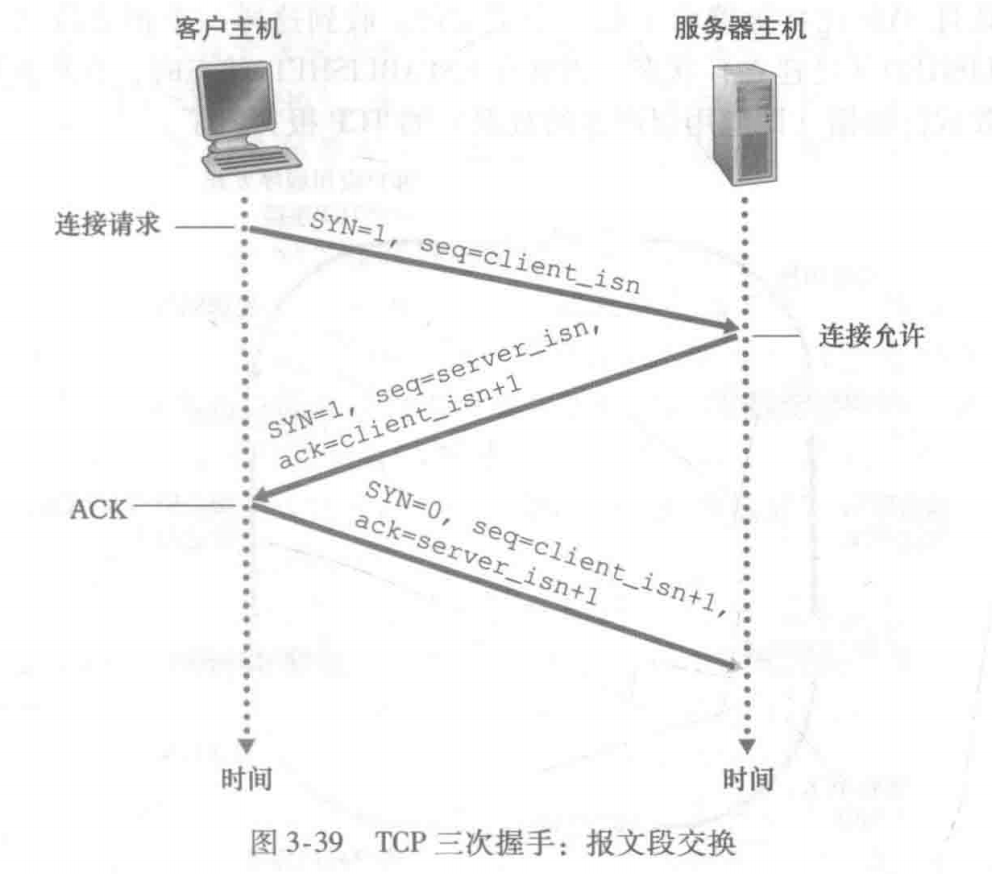 客户主机
服务器主机
连接请求
SYN=1, seq=client_isn
连接允许
SYN=1, seq=server_isn,
ack=client_isn+1
ACK
SYN=0, seq=client_isn+1,
ack=server_isn+1
时间
时间
图 3-39 TCP 三次握手：报文段交换